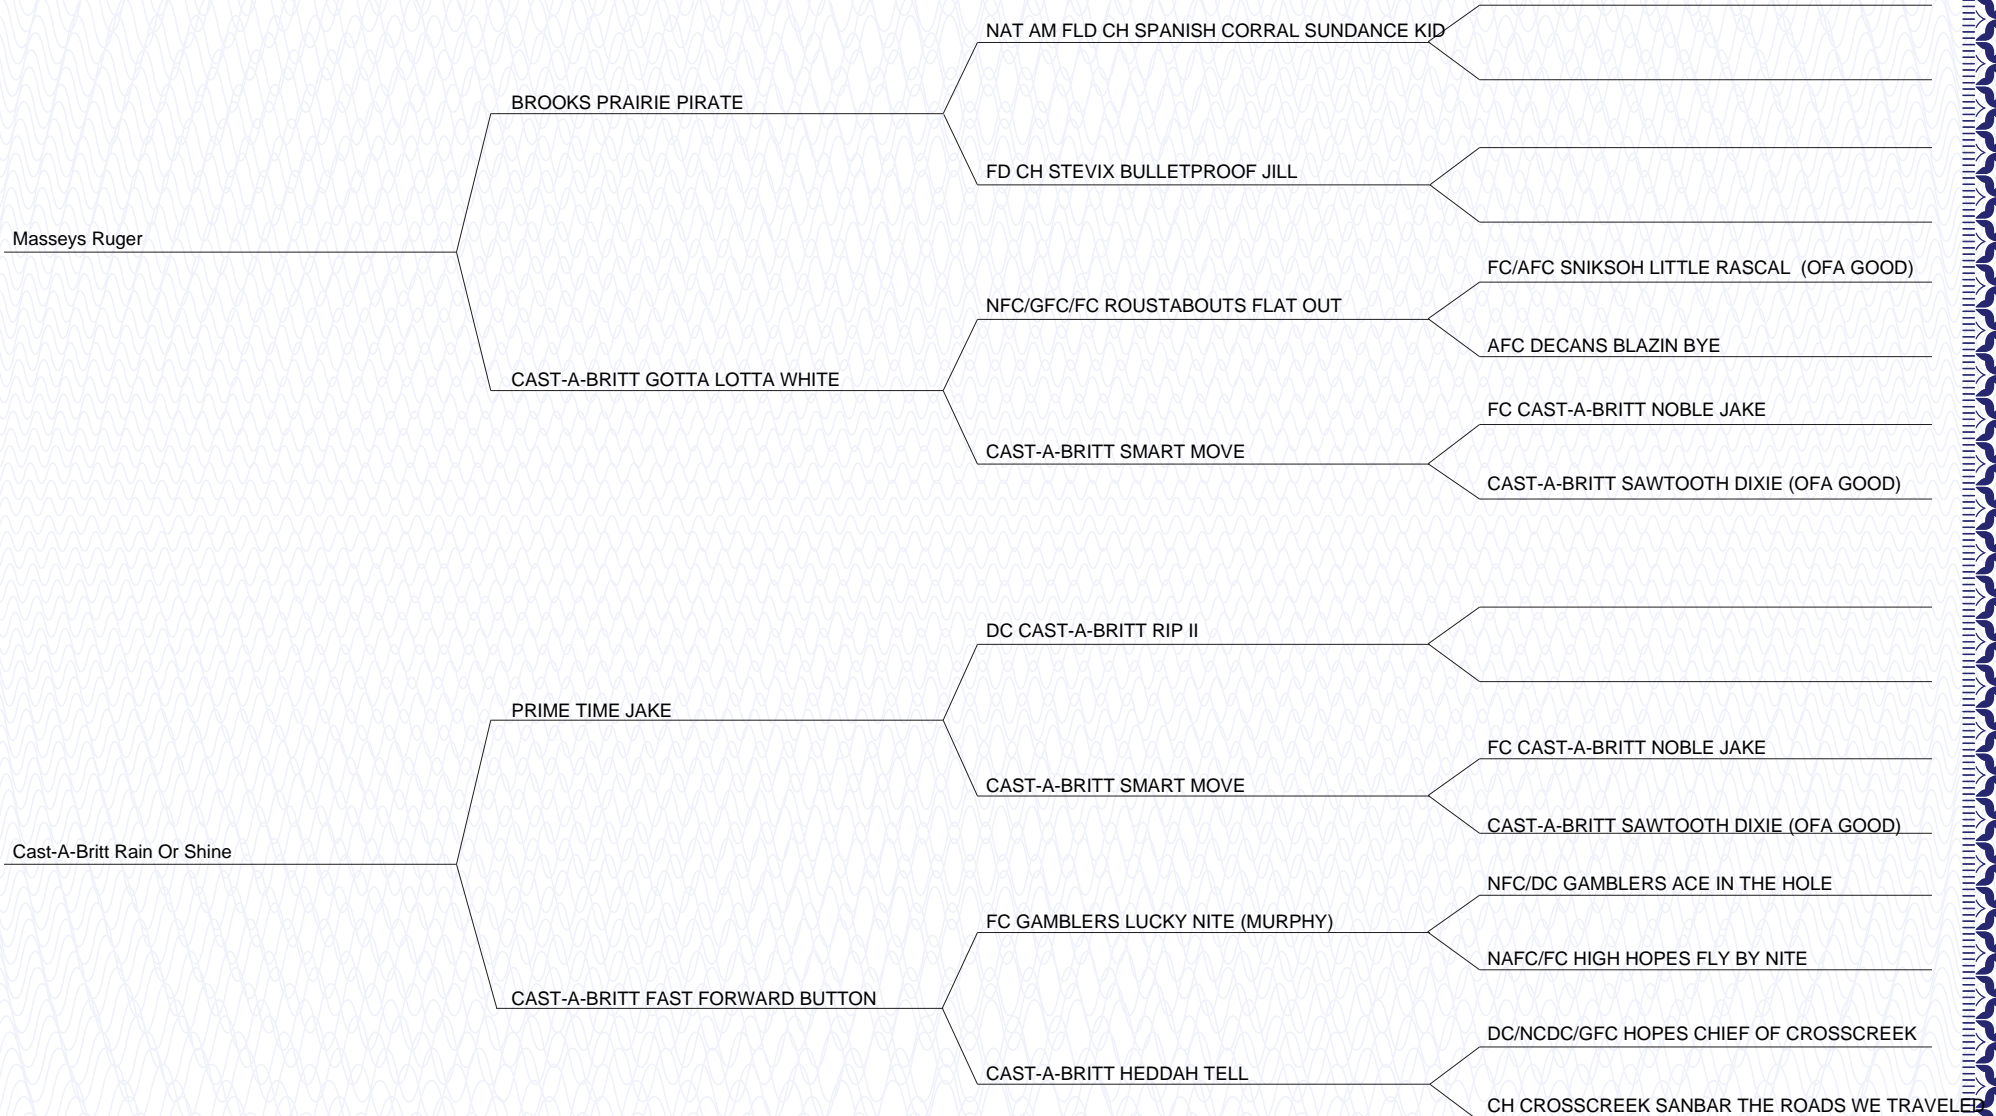 Masseys Ruger
BROOKS PRAIRIE PIRATE
NAT AM FLD CH SPANISH CORRAL SUNDANCE KID
FD CH STEVIX BULLETPROOF JILL
CAST-A-BRITT GOTTA LOTTA WHITE
NFC/GFC/FC ROUSTABOUTS FLAT OUT
FC/AFC SNIKSOH LITTLE RASCAL  (OFA GOOD)
AFC DECANS BLAZIN BYE
CAST-A-BRITT SMART MOVE
FC CAST-A-BRITT NOBLE JAKE
CAST-A-BRITT SAWTOOTH DIXIE (OFA GOOD)
Cast-A-Britt Rain Or Shine
PRIME TIME JAKE
DC CAST-A-BRITT RIP II
CAST-A-BRITT SMART MOVE
FC CAST-A-BRITT NOBLE JAKE
CAST-A-BRITT SAWTOOTH DIXIE (OFA GOOD)
CAST-A-BRITT FAST FORWARD BUTTON
FC GAMBLERS LUCKY NITE (MURPHY)
NFC/DC GAMBLERS ACE IN THE HOLE
NAFC/FC HIGH HOPES FLY BY NITE
CAST-A-BRITT HEDDAH TELL
DC/NCDC/GFC HOPES CHIEF OF CROSSCREEK
CH CROSSCREEK SANBAR THE ROADS WE TRAVELED